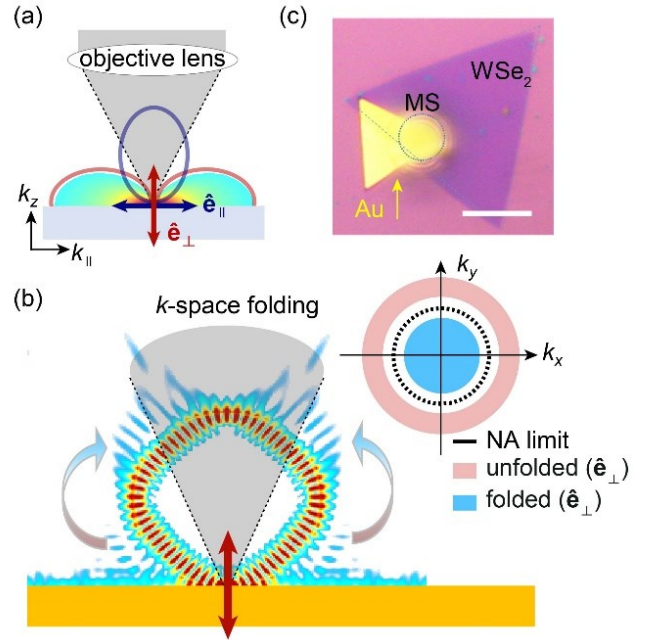 (a)
objective lens
k_z
ê_∥
k_∥
ê_⊥
(c)
WSe₂
MS
Au
(b)
k-space folding
k_y
k_x
NA limit
unfolded (ê_⊥)
folded (ê_⊥)